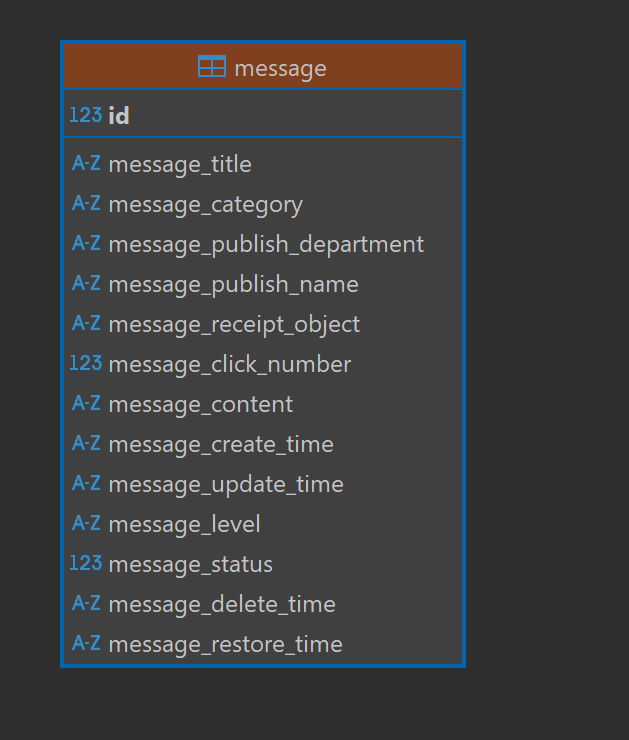 message
123 id
A-Z message_title
A-Z message_category
A-Z message_publish_department
A-Z message_publish_name
A-Z message_receipt_object
123 message_click_number
A-Z message_content
A-Z message_create_time
A-Z message_update_time
A-Z message_level
123 message_status
A-Z message_delete_time
A-Z message_restore_time